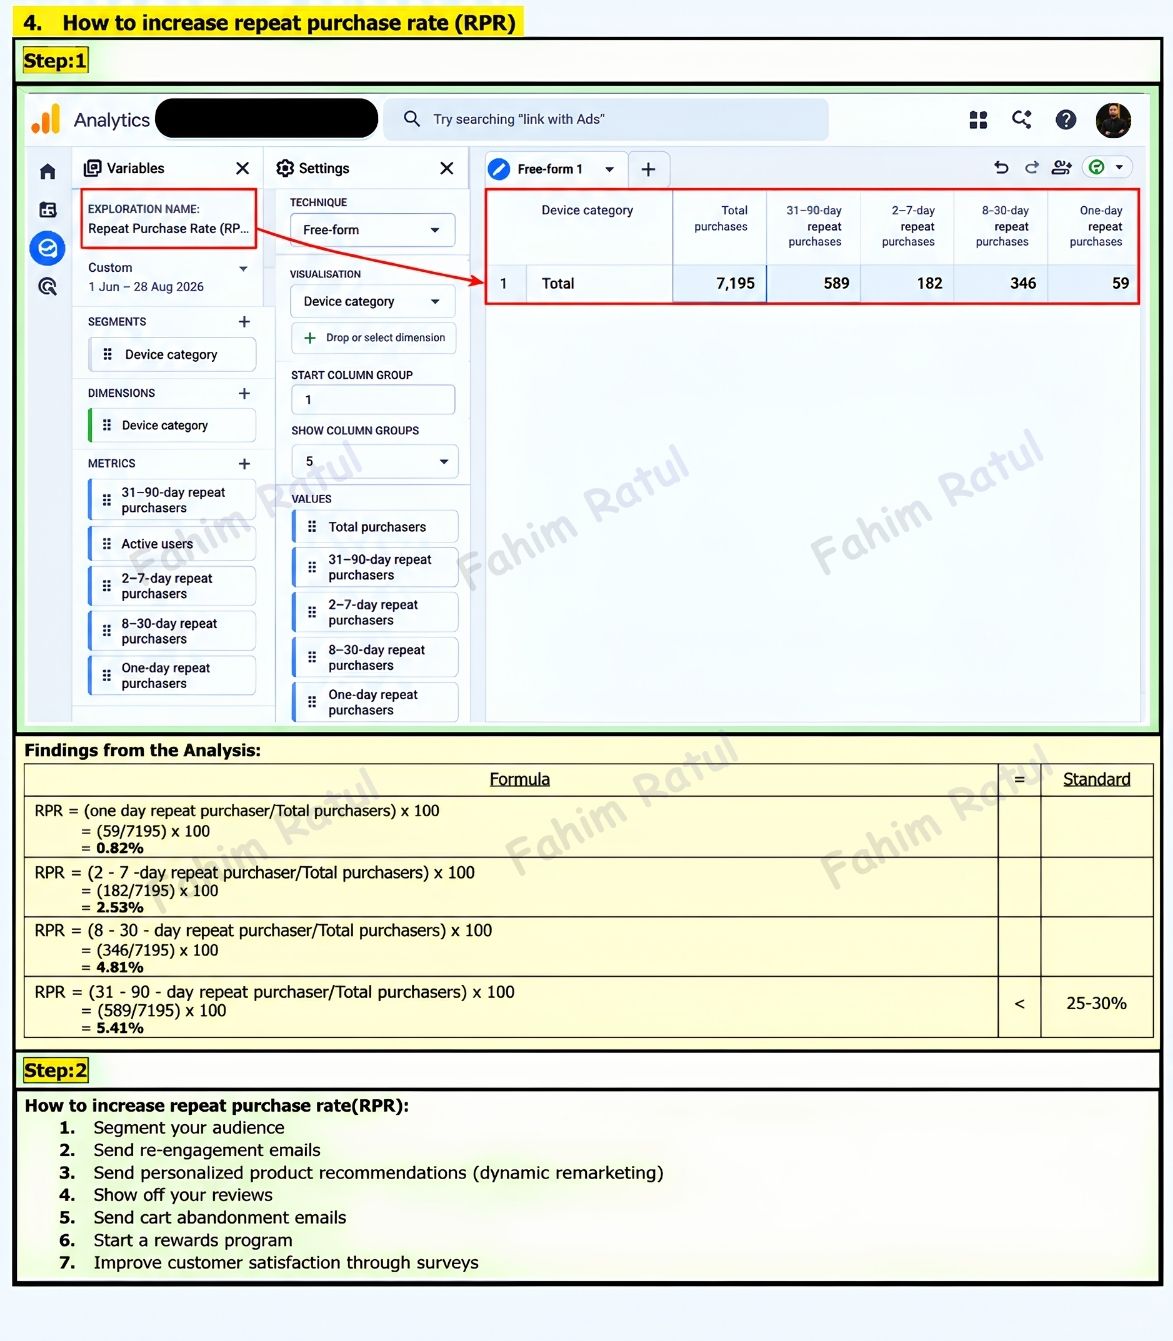 4. How to increase repeat purchase rate (RPR)
Step:1
Analytics
Try searching "link with Ads"
Variables
Settings
Free-form 1
EXPLORATION NAME:
Repeat Purchase Rate (RP...
Custom
1 Jun – 28 Aug 2026
SEGMENTS
Device category
DIMENSIONS
Device category
METRICS
31–90-day repeat
purchasers
Active users
2–7-day repeat
purchasers
8–30-day repeat
purchasers
One-day repeat
purchasers
TECHNIQUE
Free-form
VISUALISATION
Device category
Drop or select dimension
START COLUMN GROUP
1
SHOW COLUMN GROUPS
5
VALUES
Total purchasers
31–90-day repeat
purchasers
2–7-day repeat
purchasers
8–30-day repeat
purchasers
One-day repeat
purchasers
Device category
Total
purchases
31–90-day
repeat
purchases
2–7-day
repeat
purchases
8–30-day
repeat
purchases
One-day
repeat
purchases
1 Total 7,195 589 182 346 59
Fahim Ratul
Fahim Ratul
Fahim Ratul
Findings from the Analysis:
Formula = Standard
RPR = (one day repeat purchaser/Total purchasers) x 100
= (59/7195) x 100
= 0.82%
RPR = (2 - 7 -day repeat purchaser/Total purchasers) x 100
= (182/7195) x 100
= 2.53%
RPR = (8 - 30 - day repeat purchaser/Total purchasers) x 100
= (346/7195) x 100
= 4.81%
RPR = (31 - 90 - day repeat purchaser/Total purchasers) x 100
= (589/7195) x 100
= 5.41%
< 25-30%
Fahim Ratul
Fahim Ratul
Fahim Ratul
Step:2
How to increase repeat purchase rate(RPR):
1. Segment your audience
2. Send re-engagement emails
3. Send personalized product recommendations (dynamic remarketing)
4. Show off your reviews
5. Send cart abandonment emails
6. Start a rewards program
7. Improve customer satisfaction through surveys